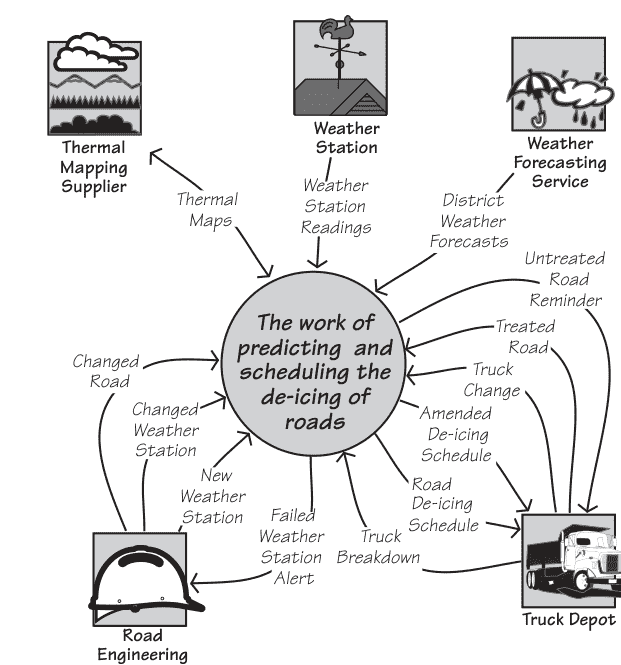 Thermal
Mapping
Supplier
Weather
Station
Weather
Forecasting
Service
Thermal
Maps
Weather
Station
Readings
District
Weather
Forecasts
Untreated
Road
Reminder
The work of
predicting and
scheduling the
de-icing of
roads
Treated
Road
Truck
Change
Amended
De-icing
Schedule
Road
De-icing
Schedule
Truck
Breakdown
Changed
Road
Changed
Weather
Station
New
Weather
Station
Failed
Weather
Station
Alert
Road
Engineering
Truck Depot